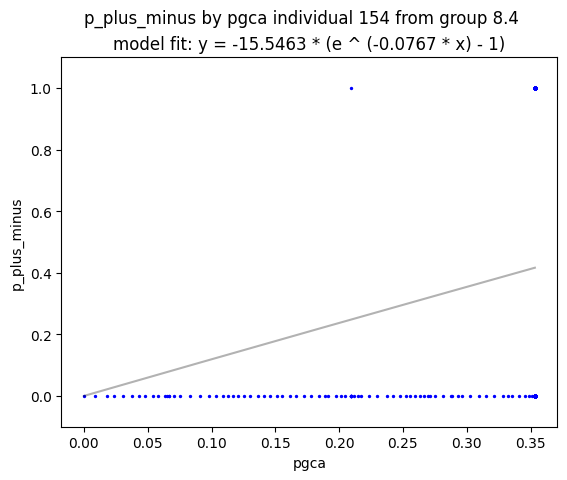 p_plus_minus by pgca individual 154 from group 8.4
model fit: y = -15.5463 * (e ^ (-0.0767 * x) - 1)
1.0
0.8
0.6
0.4
0.2
0.0
p_plus_minus
0.00 0.05 0.10 0.15 0.20 0.25 0.30 0.35
pgca